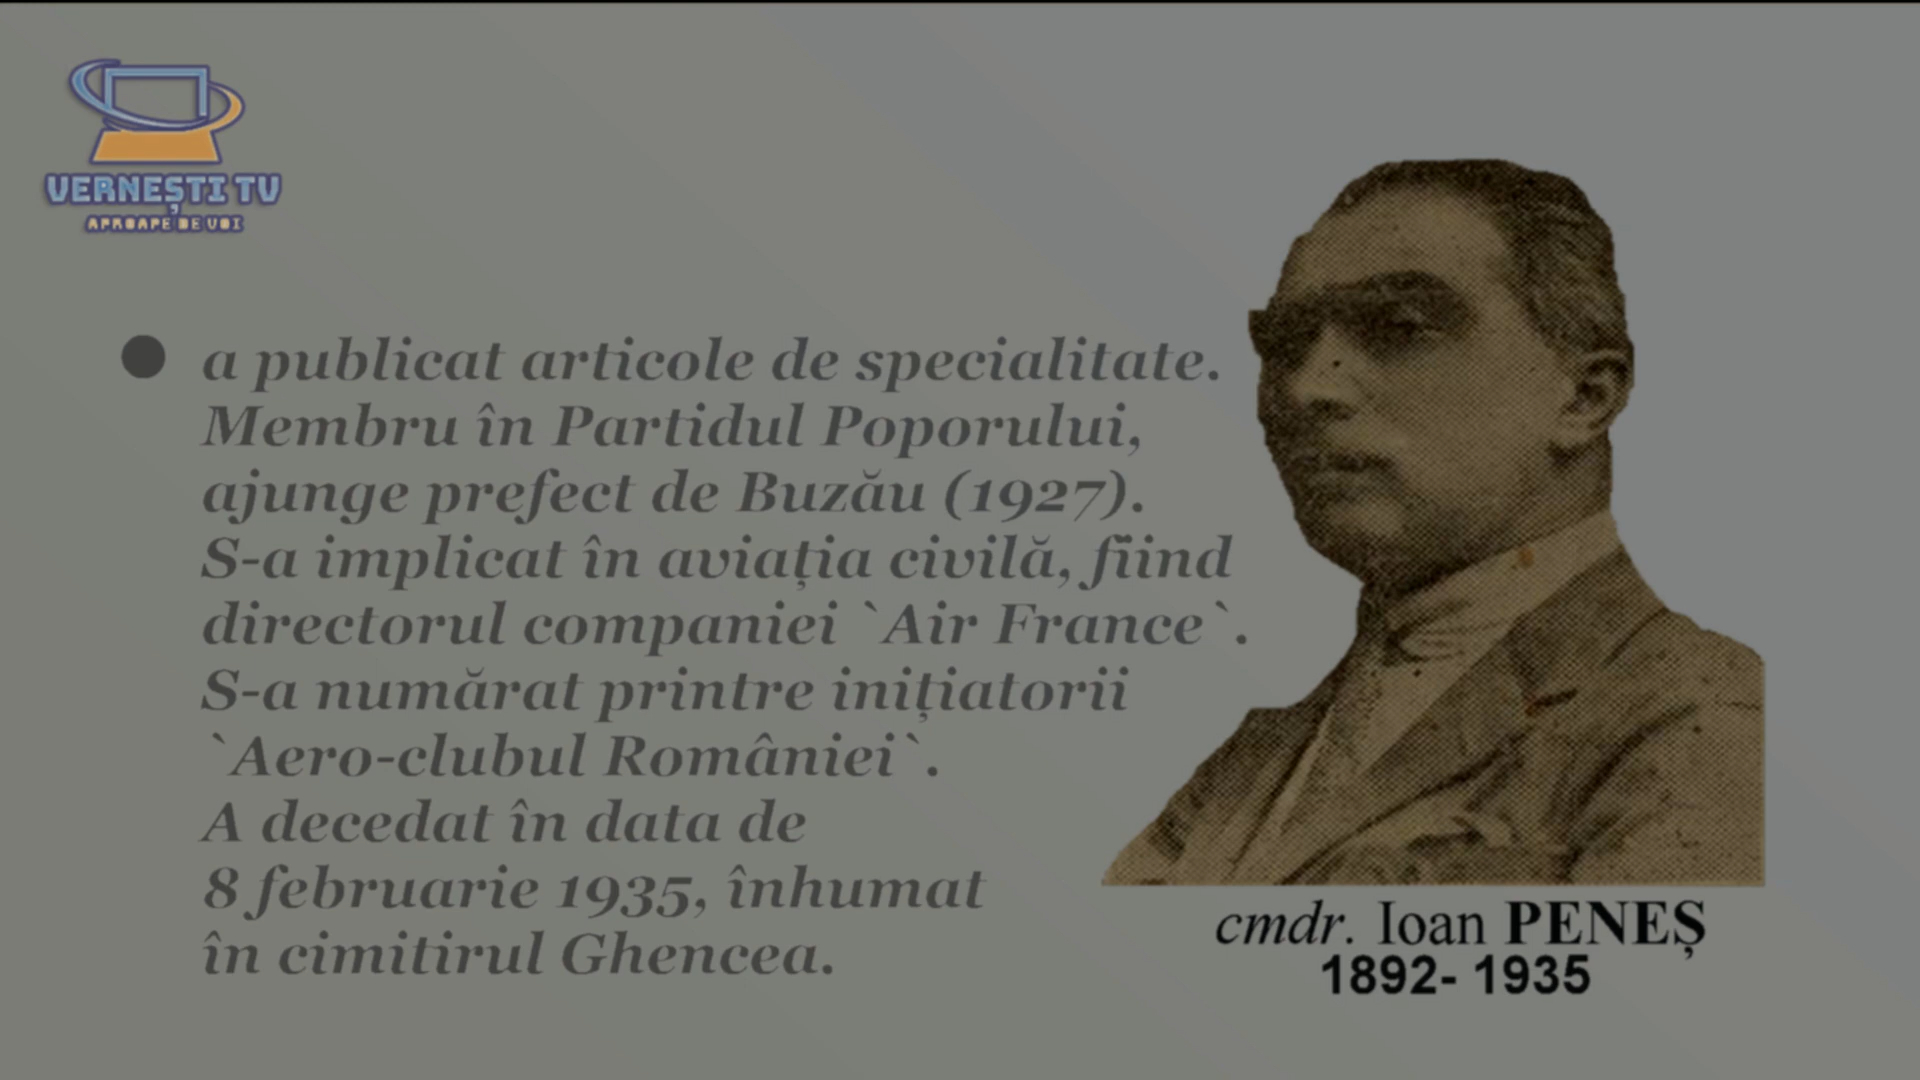 VERNEȘTI TV
APROAPE DE VOI
a publicat articole de specialitate.
Membru în Partidul Poporului,
ajunge prefect de Buzău (1927).
S-a implicat în aviația civilă, fiind
directorul companiei `Air France`.
S-a numărat printre inițiatorii
`Aero-clubul României`.
A decedat în data de
8 februarie 1935, înhumat
în cimitirul Ghencea.
cmdr. Ioan PENEȘ
1892- 1935